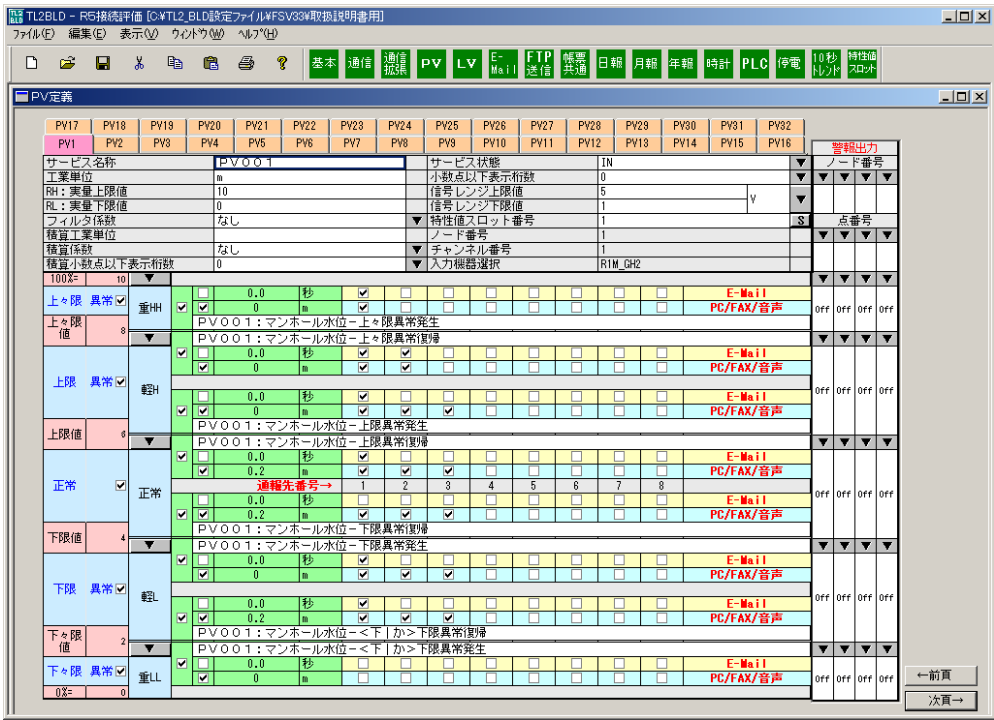 TL2BLD - R5接続評価 [C:¥TL2_BLD設定ファイル¥FSV33¥取扱説明書用]
ファイル(F) 編集(E) 表示(V) ウィンドウ(W) ヘルプ(H)
基本 通信 通信拡張 PV LV E-Mail FTP送信 帳票共通 日報 月報 年報 時計 PLC 停電 10秒トレンド 特性値スロット
PV定義
PV17 PV18 PV19 PV20 PV21 PV22 PV23 PV24 PV25 PV26 PV27 PV28 PV29 PV30 PV31 PV32
PV1 PV2 PV3 PV4 PV5 PV6 PV7 PV8 PV9 PV10 PV11 PV12 PV13 PV14 PV15 PV16
警報出力
サービス名称 PV001 サービス状態 IN ▼ ノード番号
工業単位 m 小数点以下表示桁数 0 ▼ ▼ ▼ ▼ ▼
RH:実量上限値 10 信号レンジ上限値 5 V ▼
RL:実量下限値 0 信号レンジ下限値 1
フィルタ係数 なし ▼ 特性値スロット番号 1 S 点番号
積算工業単位 ノード番号 1 ▼ ▼ ▼ ▼
積算係数 なし ▼ チャンネル番号 1
積算小数点以下表示桁数 0 ▼ 入力機器選択 R1M_GH2
100%= 10 ▼ ▼ ▼ ▼ ▼
上々限 異常 重HH 0.0 秒 E-Mail
0 m PC/FAX/音声 Off Off Off Off
上々限値 8 PV001:マンホール水位-上々限異常発生
▼ PV001:マンホール水位-上々限異常復帰 ▼ ▼ ▼ ▼
0.0 秒 E-Mail
0 m PC/FAX/音声
上限 異常 軽H Off Off Off Off
0.0 秒 E-Mail
0 m PC/FAX/音声
上限値 6 PV001:マンホール水位-上限異常発生
▼ PV001:マンホール水位-上限異常復帰 ▼ ▼ ▼ ▼
0.0 秒 E-Mail
0.2 m PC/FAX/音声
正常 正常 通報先番号→ 1 2 3 4 5 6 7 8 Off Off Off Off
0.0 秒 E-Mail
0.2 m PC/FAX/音声
下限値 4 PV001:マンホール水位-下限異常復帰
▼ PV001:マンホール水位-下限異常発生 ▼ ▼ ▼ ▼
0.0 秒 E-Mail
0 m PC/FAX/音声
下限 異常 軽L Off Off Off Off
0.0 秒 E-Mail
0.2 m PC/FAX/音声
下々限値 2 PV001:マンホール水位-<下|か>下限異常復帰
▼ PV001:マンホール水位-<下|か>下限異常発生 ▼ ▼ ▼ ▼
下々限 異常 重LL 0.0 秒 E-Mail
0 m PC/FAX/音声 Off Off Off Off
0%= 0
←前頁
次頁→